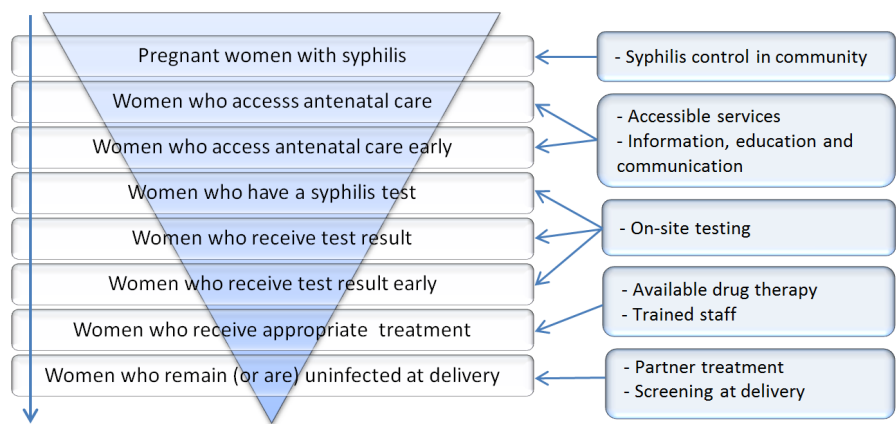 Pregnant women with syphilis
Women who accesss antenatal care
Women who access antenatal care early
Women who have a syphilis test
Women who receive test result
Women who receive test result early
Women who receive appropriate treatment
Women who remain (or are) uninfected at delivery
- Syphilis control in community
- Accessible services
- Information, education and
communication
- On-site testing
- Available drug therapy
- Trained staff
- Partner treatment
- Screening at delivery